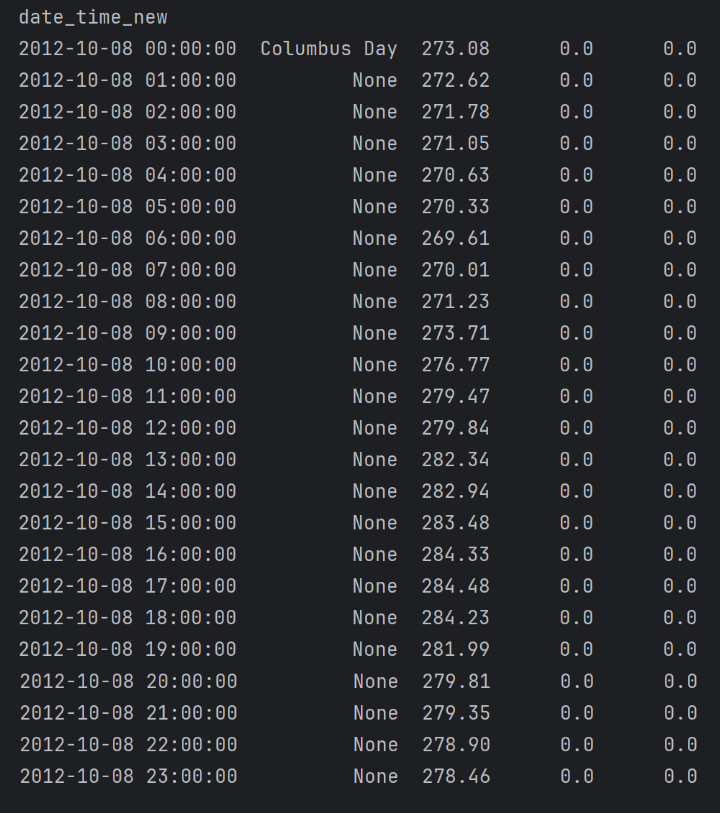 date_time_new
2012-10-08 00:00:00  Columbus Day  273.08      0.0      0.0
2012-10-08 01:00:00          None  272.62      0.0      0.0
2012-10-08 02:00:00          None  271.78      0.0      0.0
2012-10-08 03:00:00          None  271.05      0.0      0.0
2012-10-08 04:00:00          None  270.63      0.0      0.0
2012-10-08 05:00:00          None  270.33      0.0      0.0
2012-10-08 06:00:00          None  269.61      0.0      0.0
2012-10-08 07:00:00          None  270.01      0.0      0.0
2012-10-08 08:00:00          None  271.23      0.0      0.0
2012-10-08 09:00:00          None  273.71      0.0      0.0
2012-10-08 10:00:00          None  276.77      0.0      0.0
2012-10-08 11:00:00          None  279.47      0.0      0.0
2012-10-08 12:00:00          None  279.84      0.0      0.0
2012-10-08 13:00:00          None  282.34      0.0      0.0
2012-10-08 14:00:00          None  282.94      0.0      0.0
2012-10-08 15:00:00          None  283.48      0.0      0.0
2012-10-08 16:00:00          None  284.33      0.0      0.0
2012-10-08 17:00:00          None  284.48      0.0      0.0
2012-10-08 18:00:00          None  284.23      0.0      0.0
2012-10-08 19:00:00          None  281.99      0.0      0.0
2012-10-08 20:00:00          None  279.81      0.0      0.0
2012-10-08 21:00:00          None  279.35      0.0      0.0
2012-10-08 22:00:00          None  278.90      0.0      0.0
2012-10-08 23:00:00          None  278.46      0.0      0.0